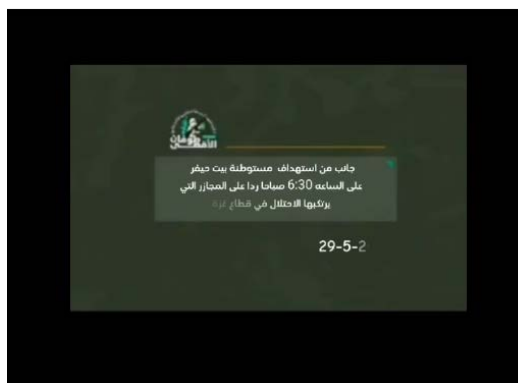 جانب من استهداف مستوطنة بيت حيفر
على الساعه 6:30 صباحا ردا على المجازر التي
يرتكبها الاحتلال في قطاع غزة
29-5-2